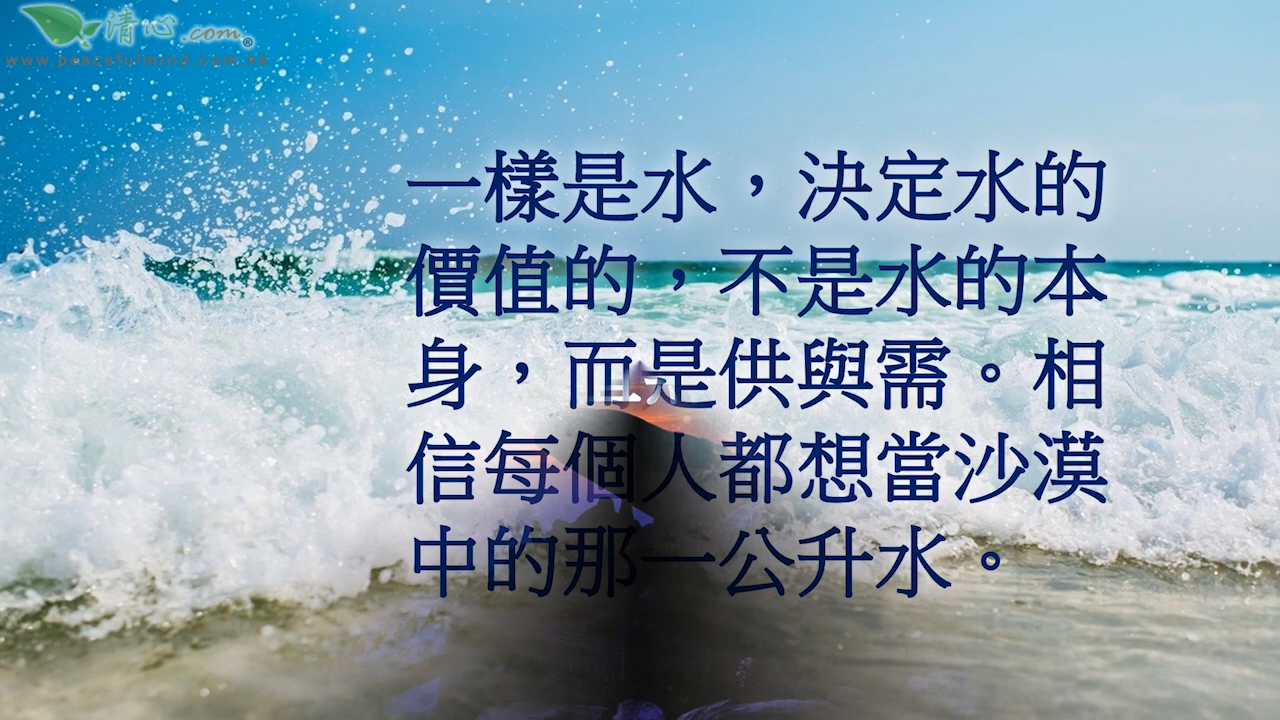 清心.com®
www.peacefulmind.com.hk
一樣是水，決定水的
價值的，不是水的本
身，而是供與需。相
信每個人都想當沙漠
中的那一公升水。